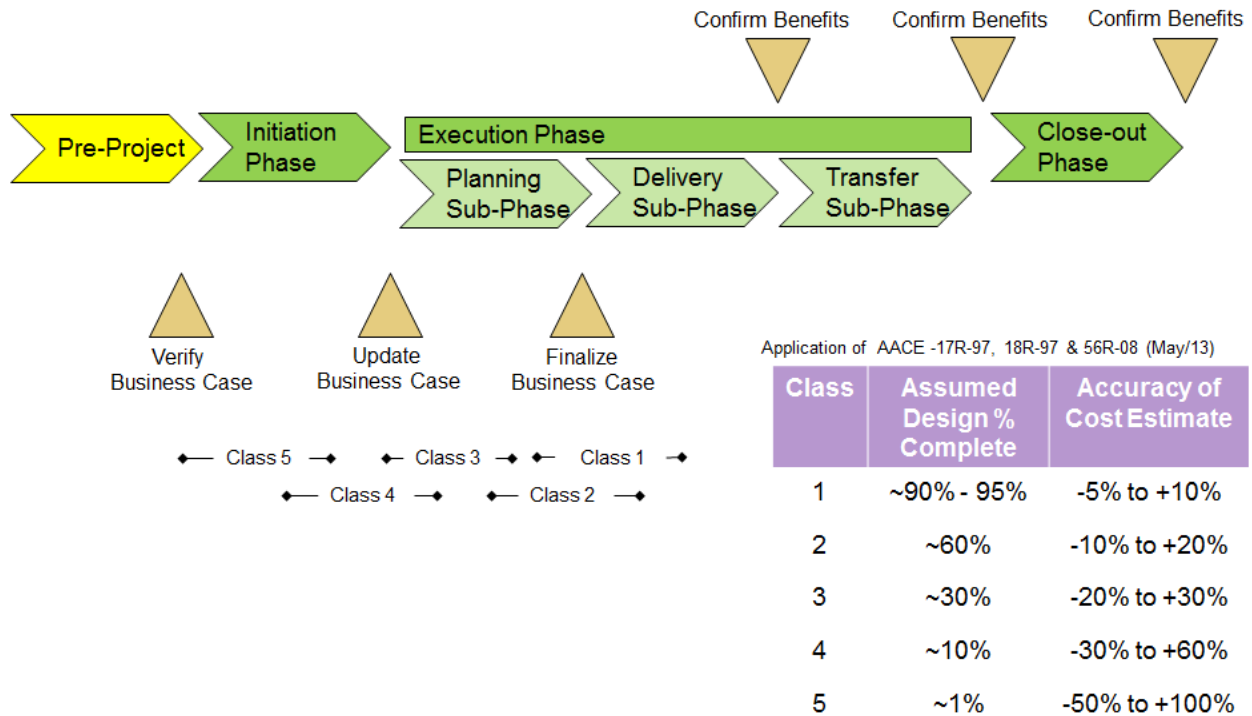 Confirm Benefits
Confirm Benefits
Confirm Benefits
Pre-Project
Initiation
Phase
Execution Phase
Planning
Sub-Phase
Delivery
Sub-Phase
Transfer
Sub-Phase
Close-out
Phase
Verify
Business Case
Update
Business Case
Finalize
Business Case
Class 5
Class 3
Class 1
Class 4
Class 2
Application of AACE -17R-97, 18R-97 & 56R-08 (May/13)
Class
Assumed
Design %
Complete
Accuracy of
Cost Estimate
1 ~90% - 95% -5% to +10%
2 ~60% -10% to +20%
3 ~30% -20% to +30%
4 ~10% -30% to +60%
5 ~1% -50% to +100%